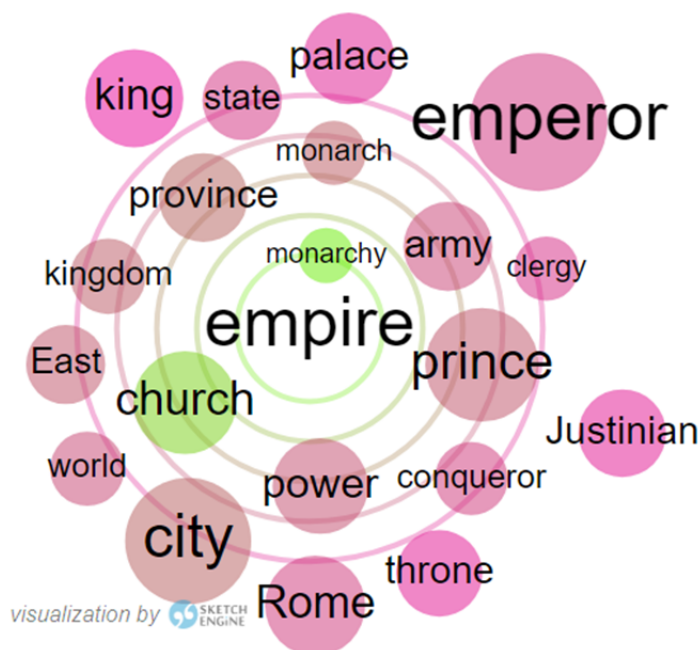 palace
king
state
emperor
monarch
province
army
monarchy
clergy
kingdom
empire
East
prince
church
Justinian
world
power
conqueror
city
throne
Rome
visualization by SKETCH ENGINE